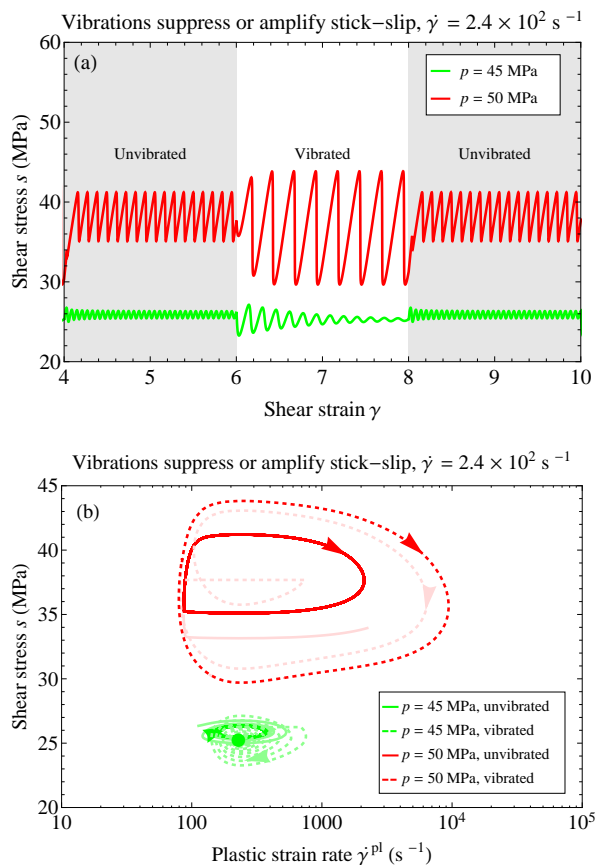 Vibrations suppress or amplify stick−slip, γ̇ = 2.4 × 10² s⁻¹
(a)
p = 45 MPa
p = 50 MPa
Unvibrated
Vibrated
Unvibrated
Shear stress s (MPa)
60
50
40
30
20
4
5
6
7
8
9
10
Shear strain γ
Vibrations suppress or amplify stick−slip, γ̇ = 2.4 × 10² s⁻¹
(b)
Shear stress s (MPa)
45
40
35
30
25
20
p = 45 MPa, unvibrated
p = 45 MPa, vibrated
p = 50 MPa, unvibrated
p = 50 MPa, vibrated
10
100
1000
10⁴
10⁵
Plastic strain rate γ̇ᵖˡ (s⁻¹)